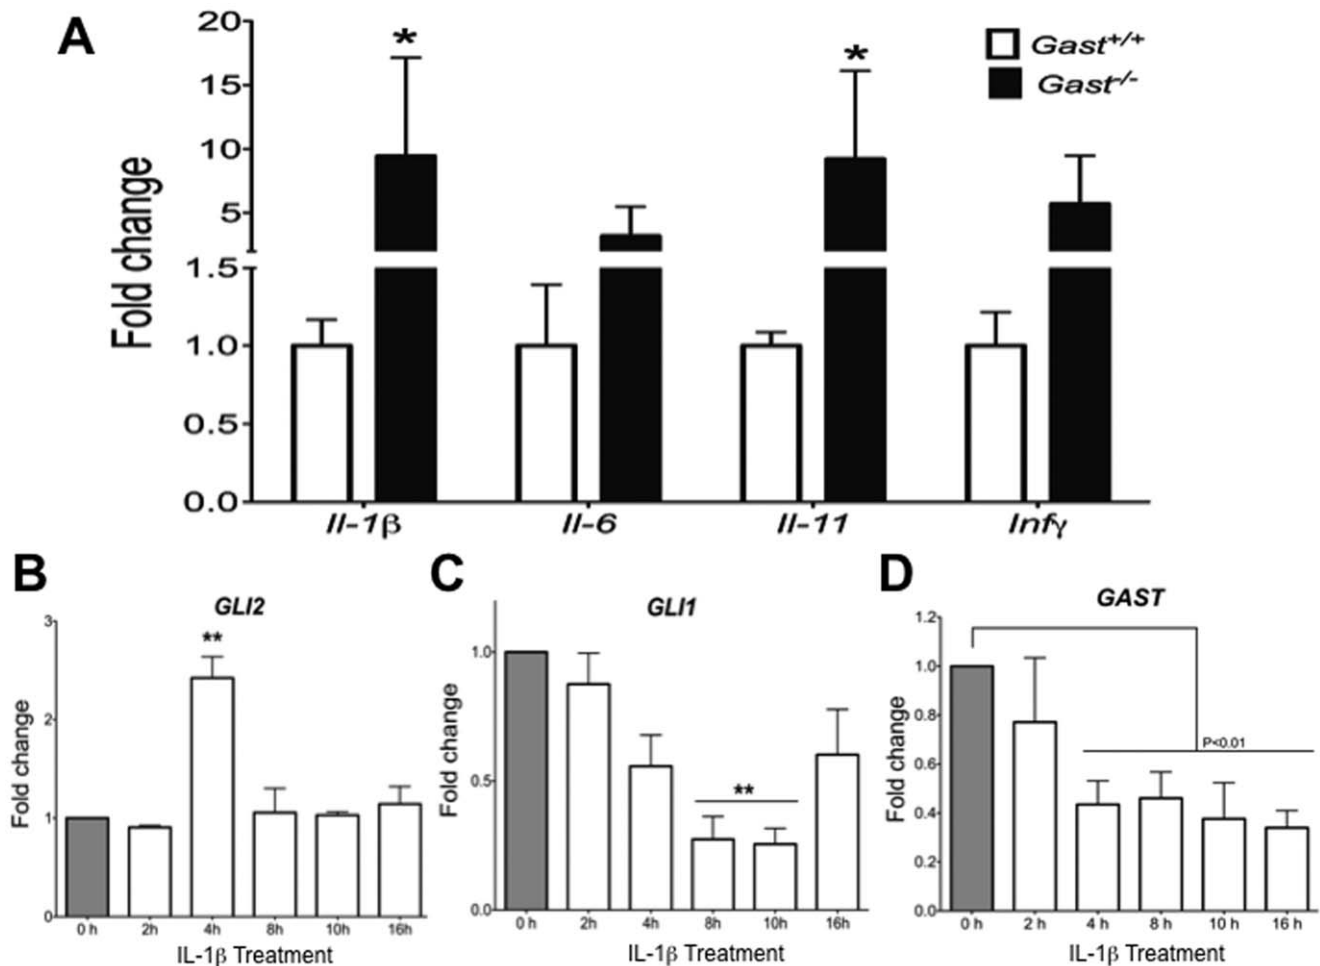 A
Fold change
20
15
10
5
1.5
1.0
0.5
0.0
*
*
Gast+/+
Gast-/-
Il-1β
Il-6
Il-11
Infγ
B
GLI2
Fold change
3
2
1
0
**
0 h
2h
4h
8h
10h
16h
IL-1β Treatment
C
GLI1
Fold change
1.0
0.5
0.0
**
0 h
2h
4h
8h
10h
16h
IL-1β Treatment
D
GAST
Fold change
1.2
1.0
0.8
0.6
0.4
0.2
0.0
P<0.01
0 h
2 h
4 h
8 h
10 h
16 h
IL-1β Treatment